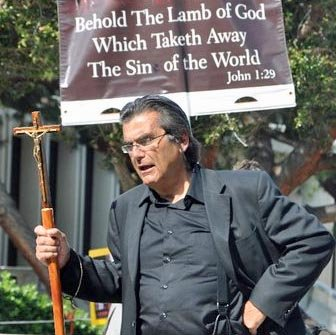 Behold The Lamb of God
Which Taketh Away
The Sin of the World
John 1:29